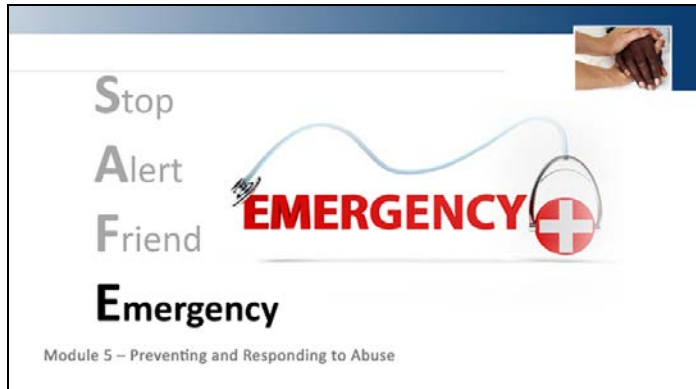 Stop
Alert
Friend
EMERGENCY
Emergency
Module 5 – Preventing and Responding to Abuse